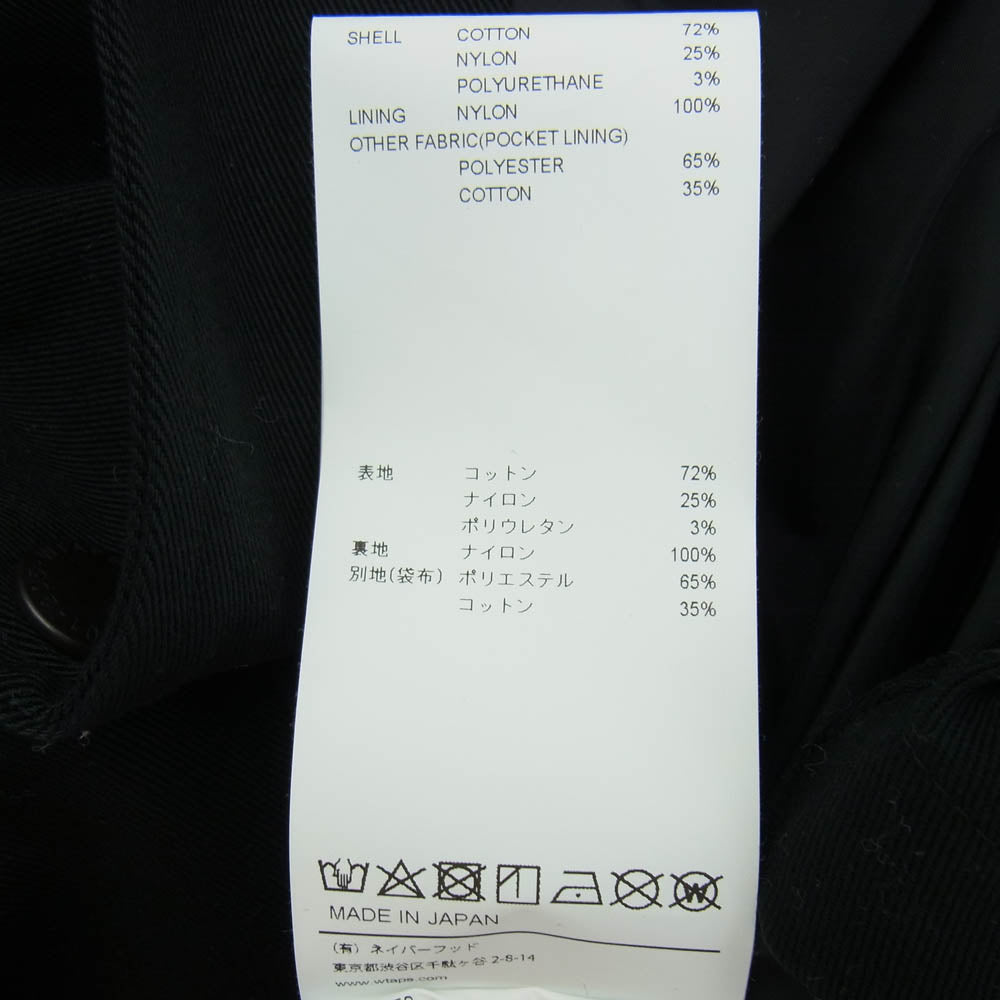 SHELL COTTON 72%
NYLON 25%
POLYURETHANE 3%
LINING NYLON 100%
OTHER FABRIC(POCKET LINING)
POLYESTER 65%
COTTON 35%
表地 コットン 72%
ナイロン 25%
ポリウレタン 3%
裏地 ナイロン 100%
別地(袋布) ポリエステル 65%
コットン 35%
MADE IN JAPAN
(有) ネイバーフッド
東京都渋谷区千駄ヶ谷 2-8-14
www.wtaps.com